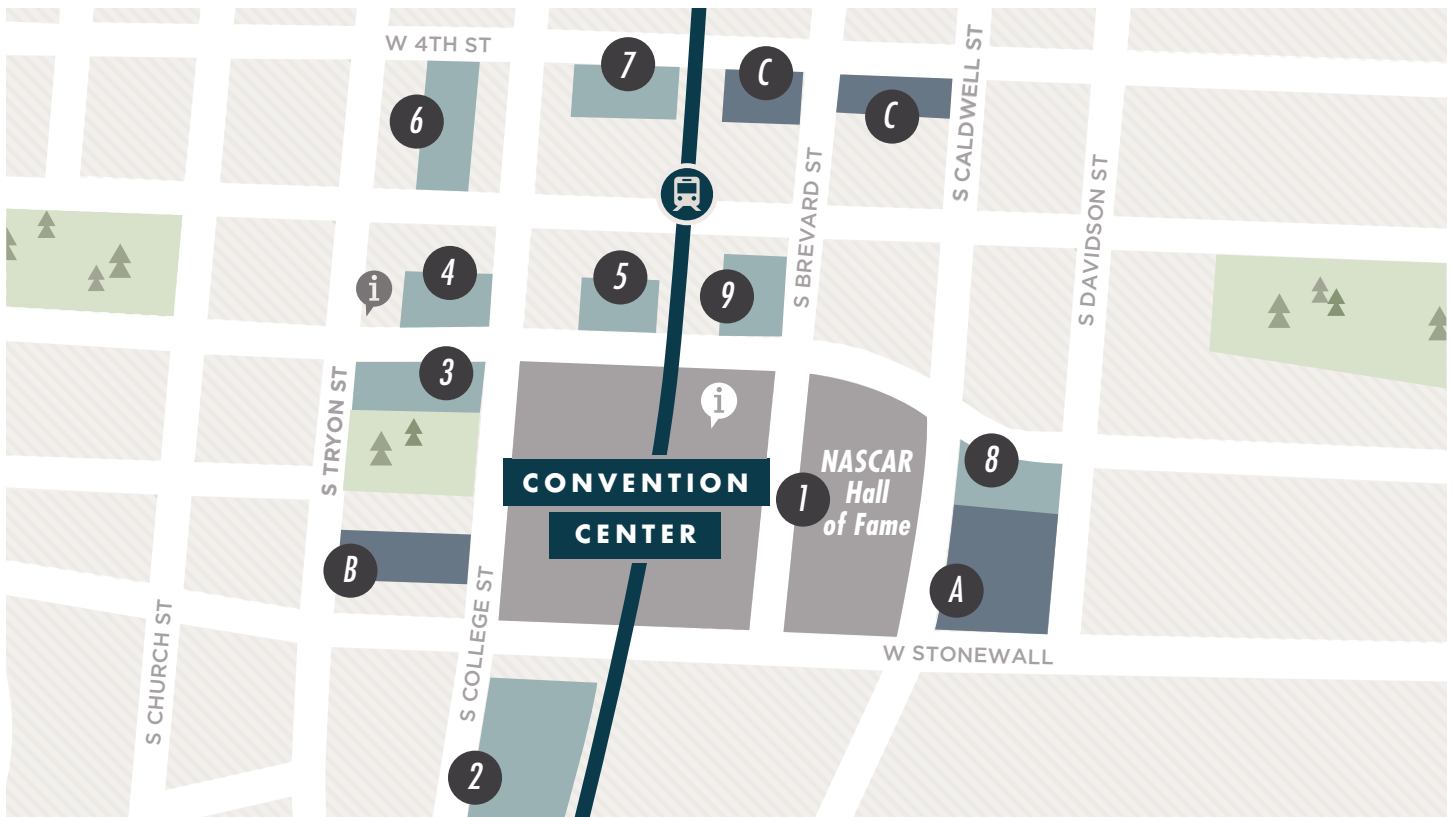 W 4TH ST
7
C
C
6
S CALDWELL ST
S BREVARD ST
S DAVIDSON ST
i
4
5
9
3
S TRYON ST
i
CONVENTION
CENTER
1
NASCAR
Hall
of Fame
8
B
A
S CHURCH ST
S COLLEGE ST
W STONEWALL
2